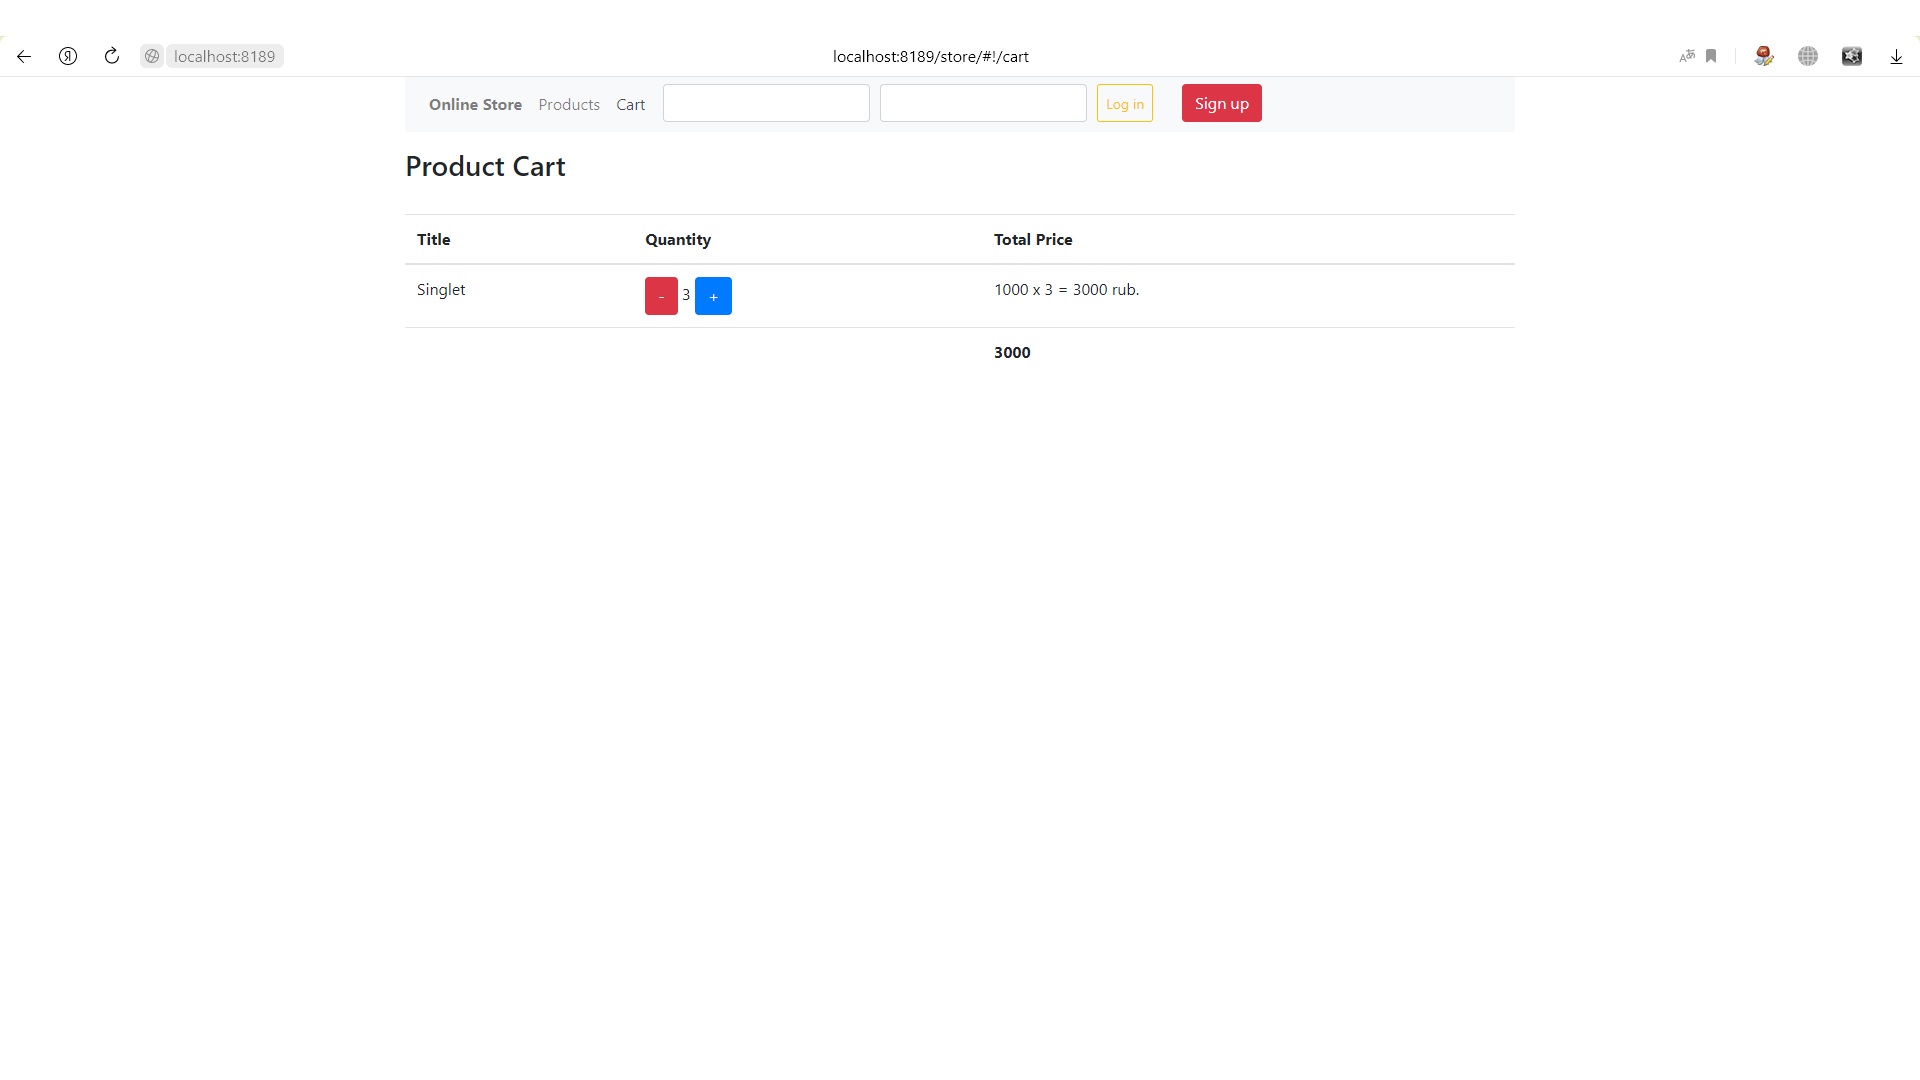 localhost:8189 localhost:8189/store/#!/cart
Online Store Products Cart Log in Sign up
Product Cart
Title Quantity Total Price
Singlet - 3 + 1000 x 3 = 3000 rub.
3000